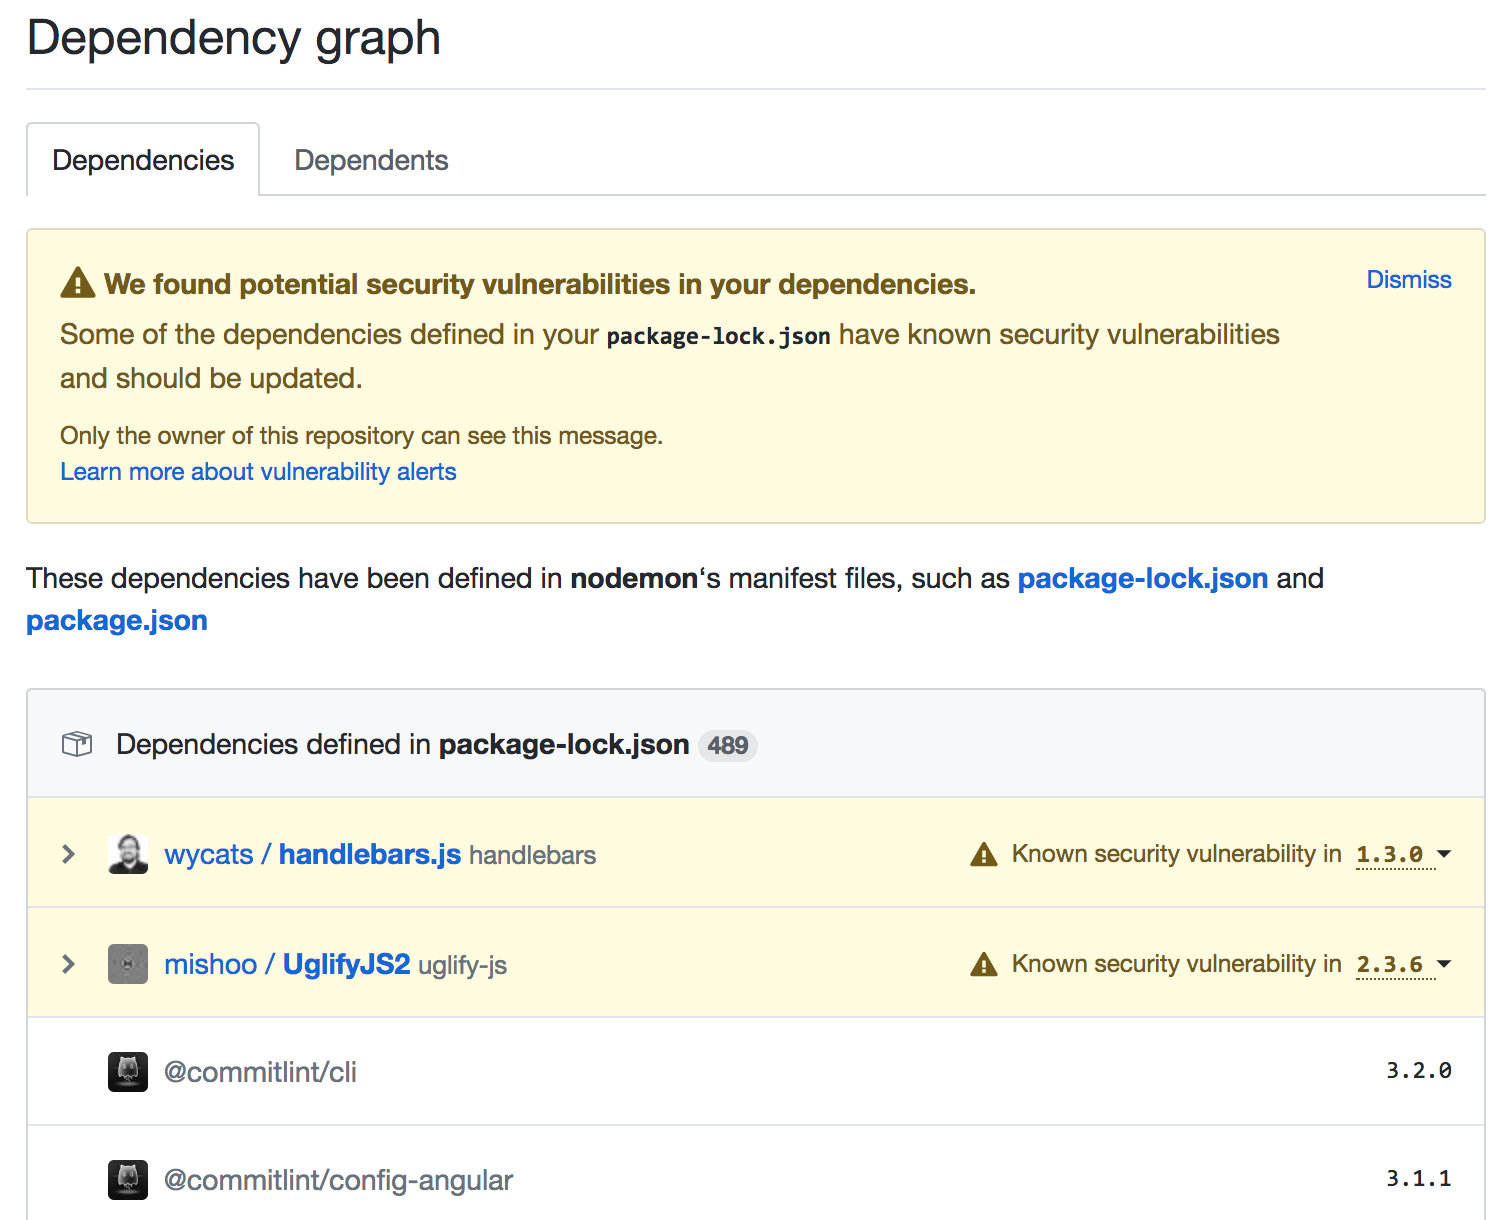 Dependency graph
Dependencies
Dependents
We found potential security vulnerabilities in your dependencies.
Dismiss
Some of the dependencies defined in your package-lock.json have known security vulnerabilities
and should be updated.
Only the owner of this repository can see this message.
Learn more about vulnerability alerts
These dependencies have been defined in nodemon‘s manifest files, such as package-lock.json and
package.json
Dependencies defined in package-lock.json 489
wycats / handlebars.js handlebars
Known security vulnerability in 1.3.0
mishoo / UglifyJS2 uglify-js
Known security vulnerability in 2.3.6
@commitlint/cli
3.2.0
@commitlint/config-angular
3.1.1